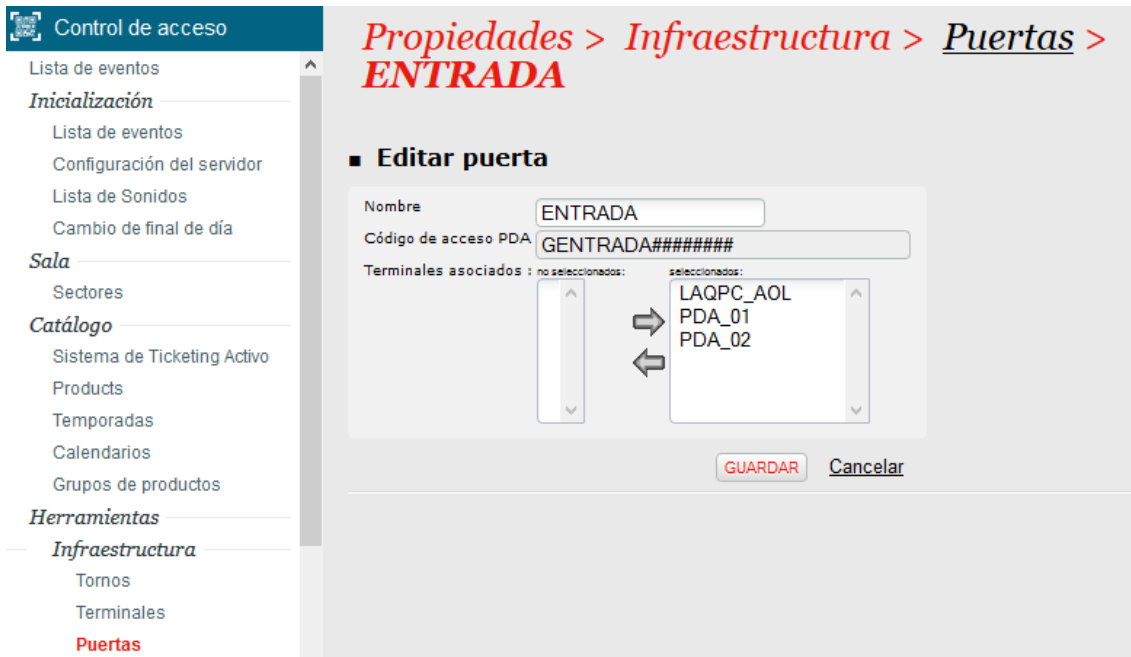 Control de acceso
Lista de eventos
Inicialización
Lista de eventos
Configuración del servidor
Lista de Sonidos
Cambio de final de día
Sala
Sectores
Catálogo
Sistema de Ticketing Activo
Products
Temporadas
Calendarios
Grupos de productos
Herramientas
Infraestructura
Tornos
Terminales
Puertas
Propiedades > Infraestructura > Puertas >
ENTRADA
Editar puerta
Nombre ENTRADA
Código de acceso PDA GENTRADA########
Terminales asociados : no seleccionados: seleccionados:
LAQPC_AOL
PDA_01
PDA_02
GUARDAR Cancelar